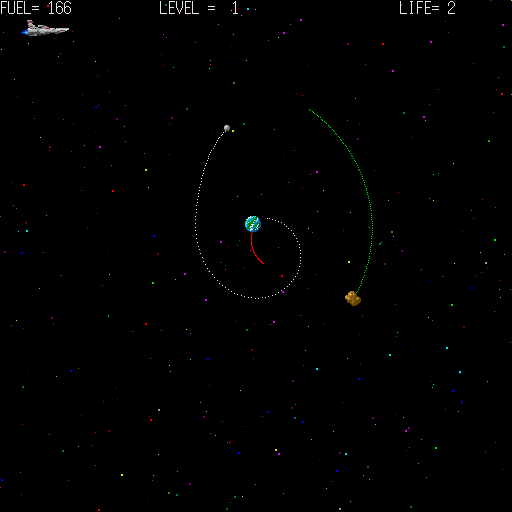 FUEL= 166 LEVEL = 1 LIFE= 2